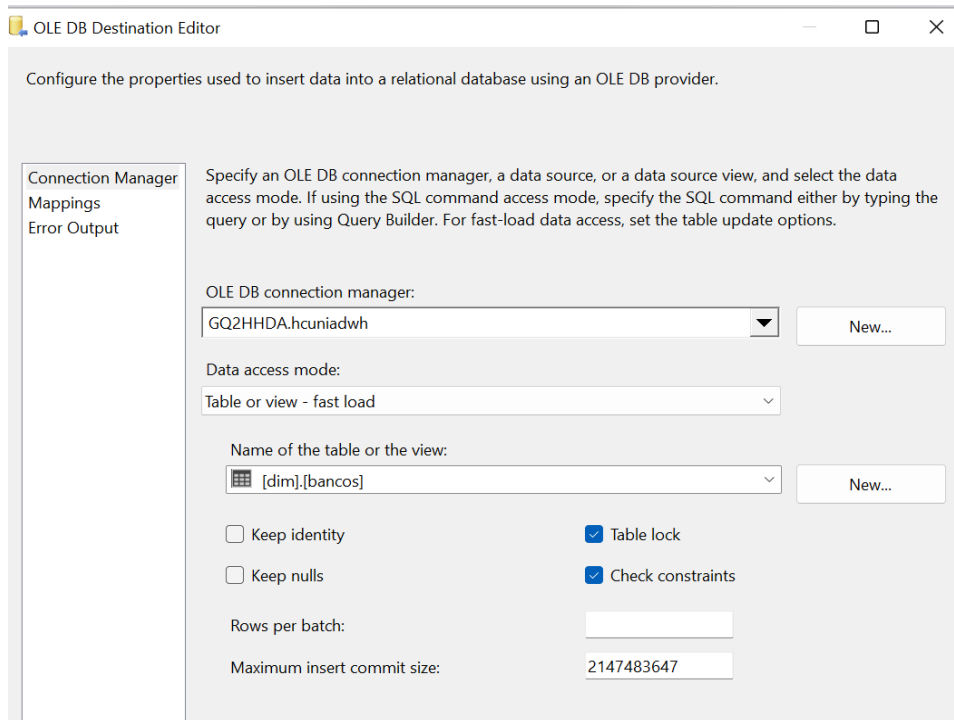 OLE DB Destination Editor
Configure the properties used to insert data into a relational database using an OLE DB provider.
Connection Manager
Mappings
Error Output
Specify an OLE DB connection manager, a data source, or a data source view, and select the data
access mode. If using the SQL command access mode, specify the SQL command either by typing the
query or by using Query Builder. For fast-load data access, set the table update options.
OLE DB connection manager:
GQ2HHDA.hcuniadwh
New...
Data access mode:
Table or view - fast load
Name of the table or the view:
[dim].[bancos]
New...
Keep identity
Table lock
Keep nulls
Check constraints
Rows per batch:
Maximum insert commit size:
2147483647